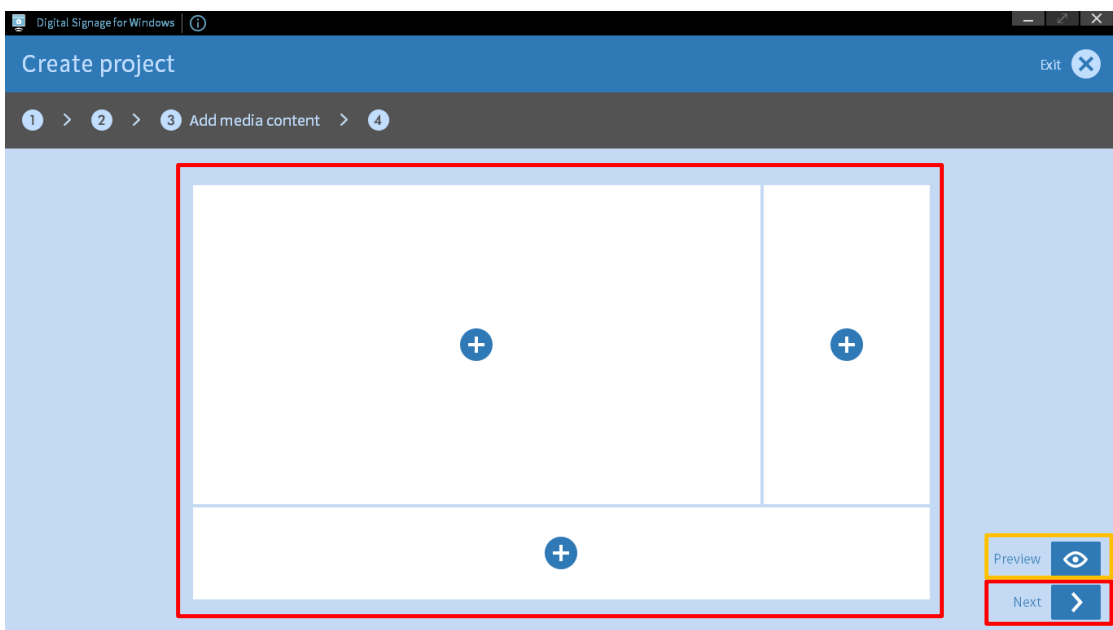 Digital Signage for Windows
Create project
Exit
1 > 2 > 3 Add media content > 4
Preview
Next